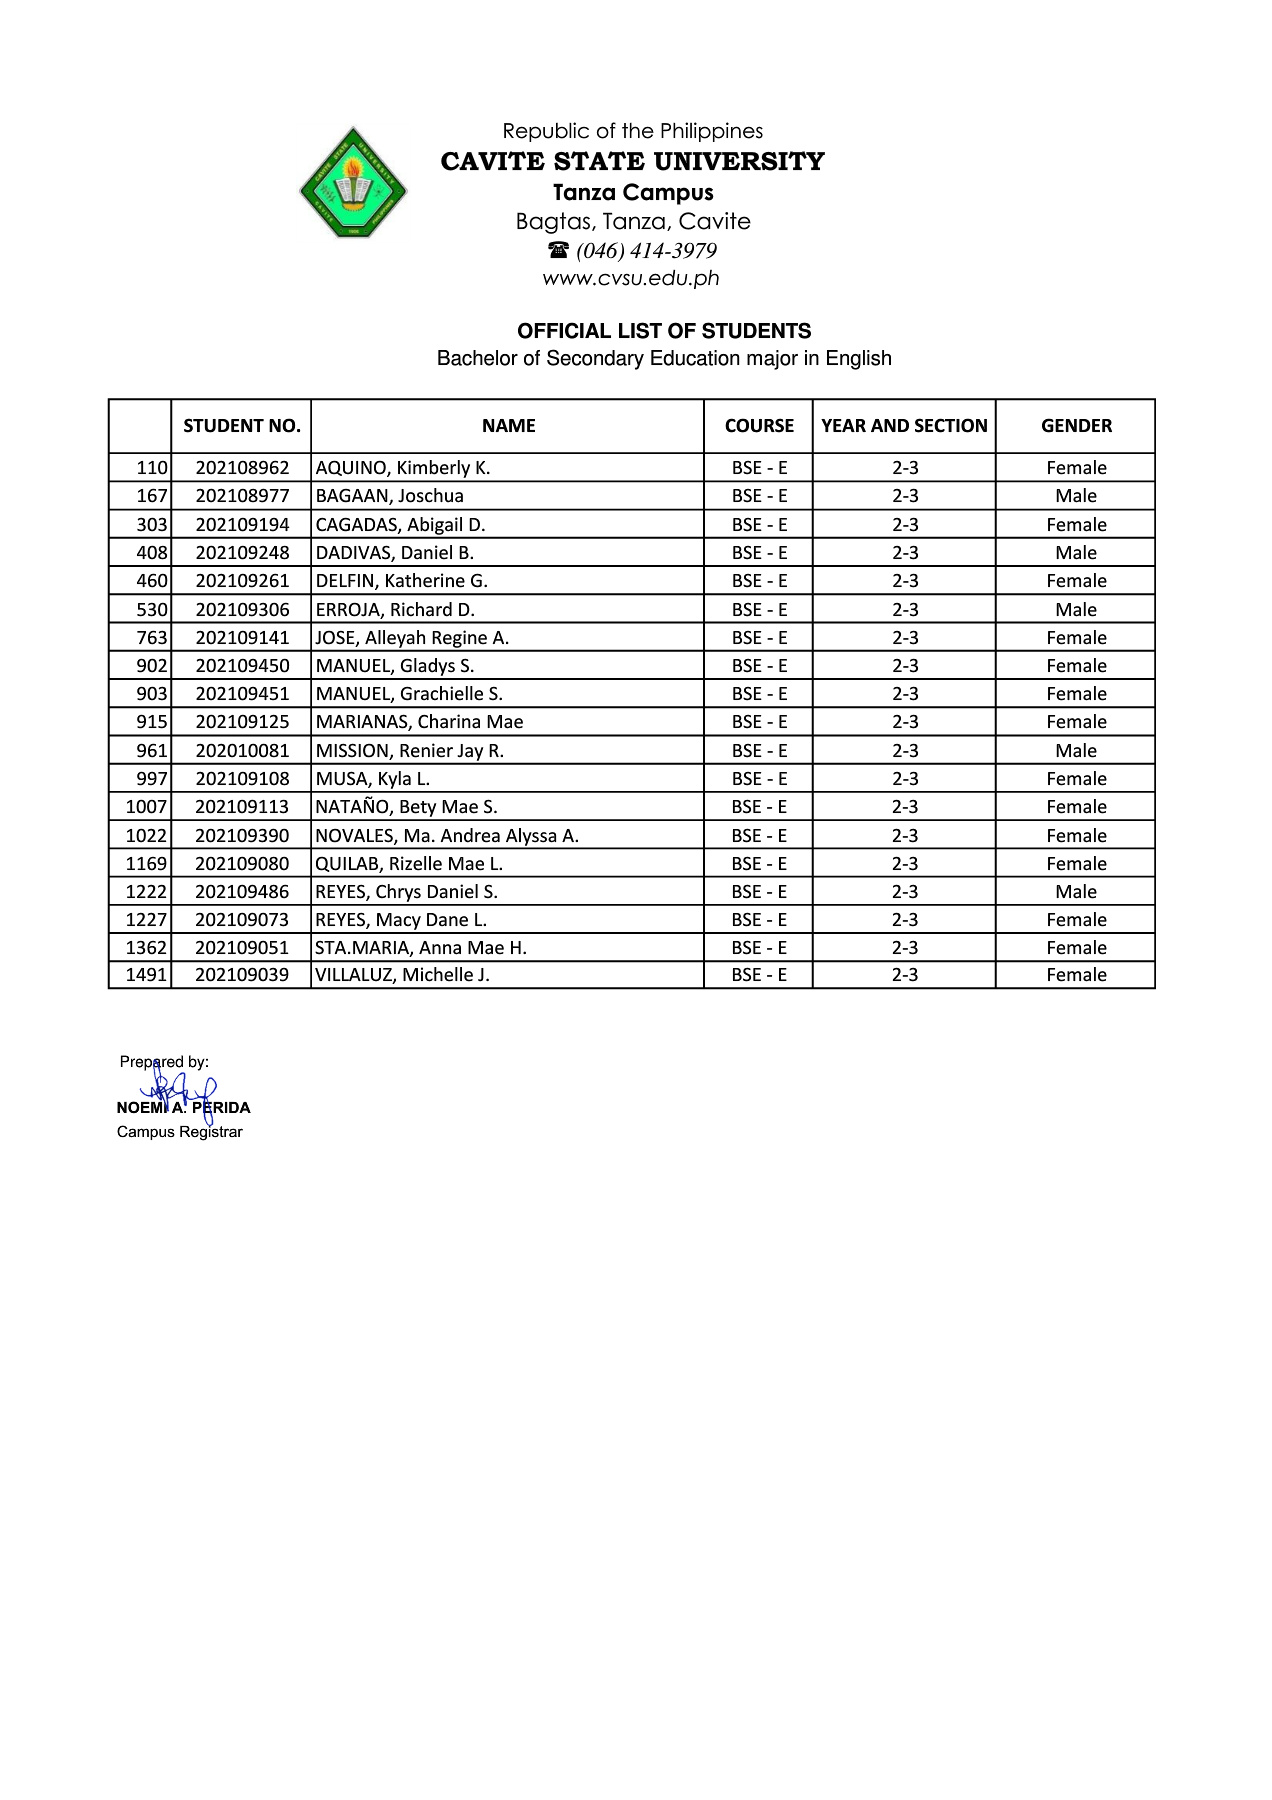 Republic of the Philippines
CAVITE STATE UNIVERSITY
Tanza Campus
Bagtas, Tanza, Cavite
☎ (046) 414-3979
www.cvsu.edu.ph
CAVITE STATE UNIVERSITY
CAVITE PHILIPPINES
OFFICIAL LIST OF STUDENTS
Bachelor of Secondary Education major in English
STUDENT NO. NAME COURSE YEAR AND SECTION GENDER
110 202108962 AQUINO, Kimberly K. BSE - E 2-3 Female
167 202108977 BAGAAN, Joschua BSE - E 2-3 Male
303 202109194 CAGADAS, Abigail D. BSE - E 2-3 Female
408 202109248 DADIVAS, Daniel B. BSE - E 2-3 Male
460 202109261 DELFIN, Katherine G. BSE - E 2-3 Female
530 202109306 ERROJA, Richard D. BSE - E 2-3 Male
763 202109141 JOSE, Alleyah Regine A. BSE - E 2-3 Female
902 202109450 MANUEL, Gladys S. BSE - E 2-3 Female
903 202109451 MANUEL, Grachielle S. BSE - E 2-3 Female
915 202109125 MARIANAS, Charina Mae BSE - E 2-3 Female
961 202010081 MISSION, Renier Jay R. BSE - E 2-3 Male
997 202109108 MUSA, Kyla L. BSE - E 2-3 Female
1007 202109113 NATAÑO, Bety Mae S. BSE - E 2-3 Female
1022 202109390 NOVALES, Ma. Andrea Alyssa A. BSE - E 2-3 Female
1169 202109080 QUILAB, Rizelle Mae L. BSE - E 2-3 Female
1222 202109486 REYES, Chrys Daniel S. BSE - E 2-3 Male
1227 202109073 REYES, Macy Dane L. BSE - E 2-3 Female
1362 202109051 STA.MARIA, Anna Mae H. BSE - E 2-3 Female
1491 202109039 VILLALUZ, Michelle J. BSE - E 2-3 Female
Prepared by:
NOEMI A. PERIDA
Campus Registrar